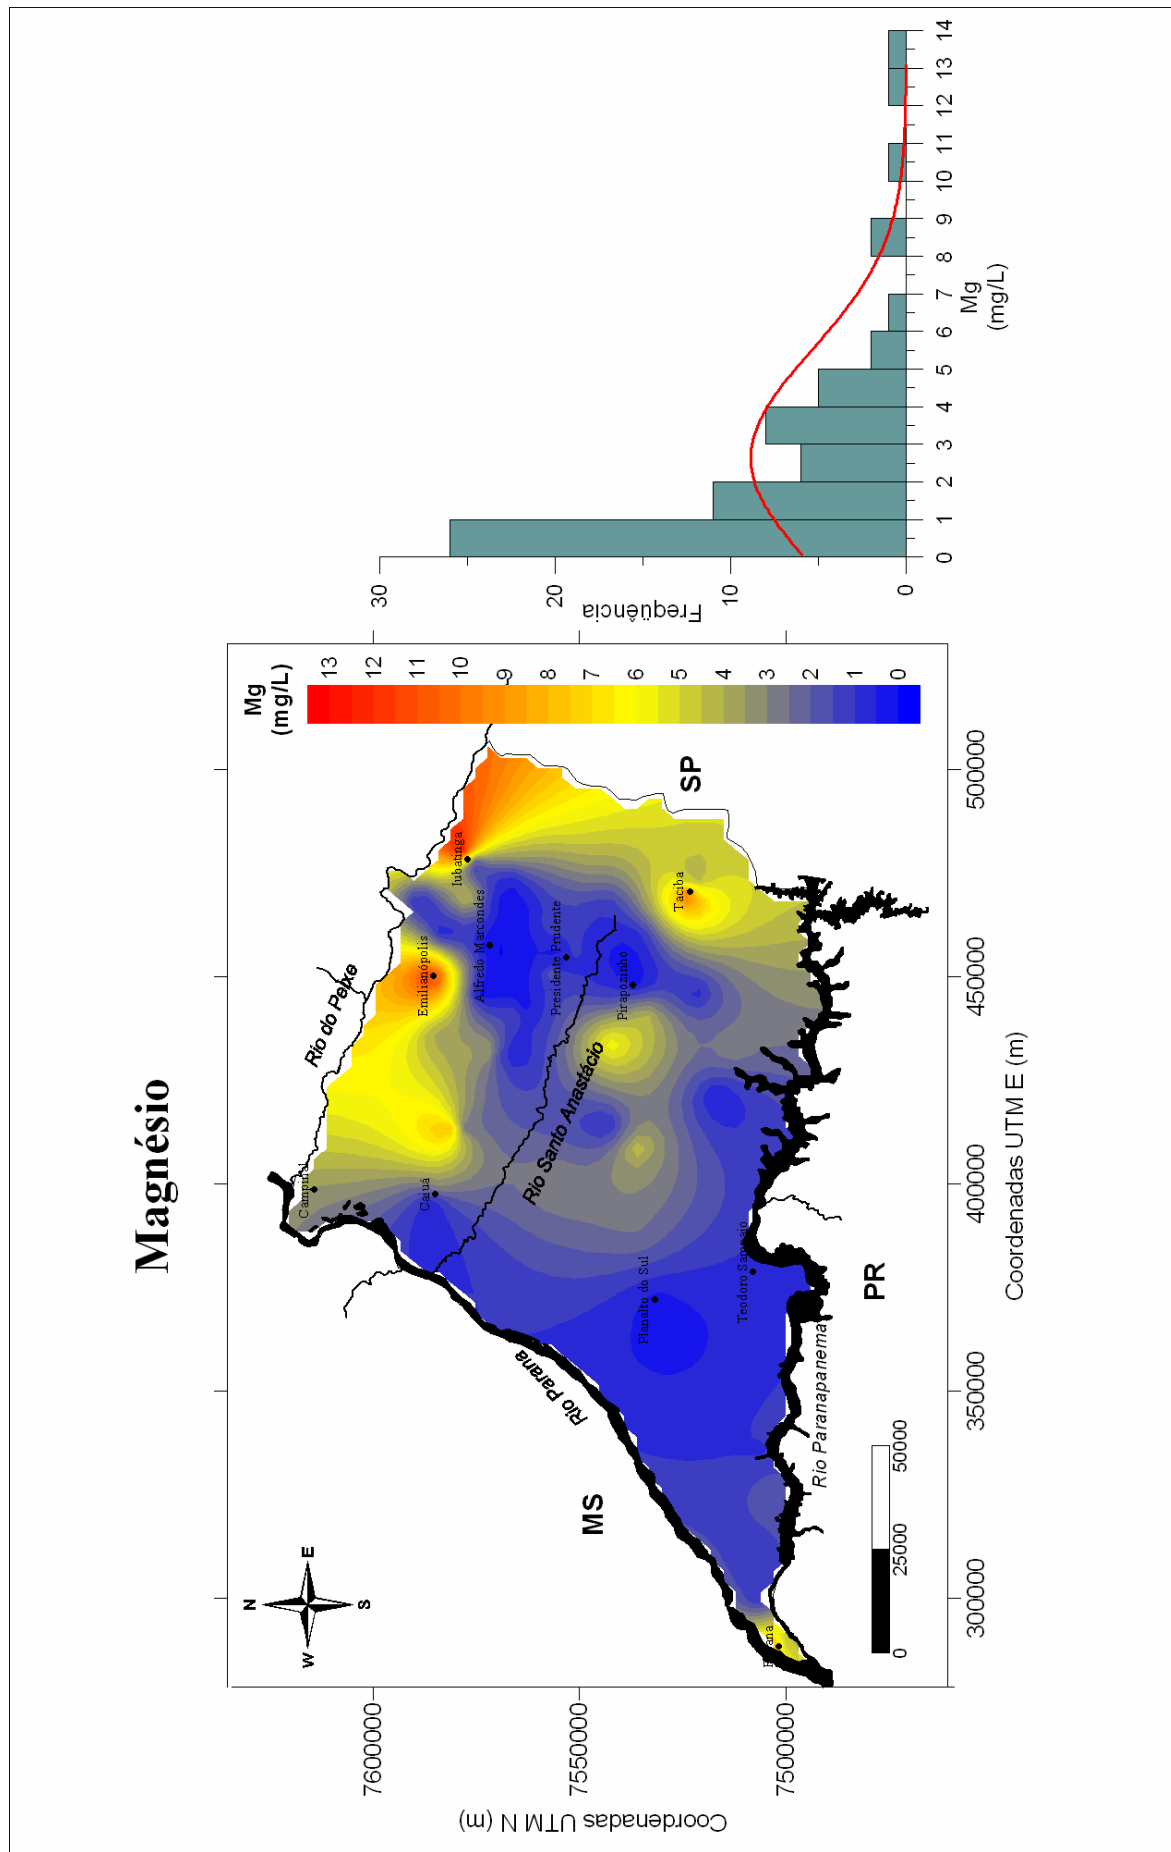 Magnésio
N
W
E
S
Rio do Peixe
Campinal
Caiuá
Emilianópolis
Iubatinga
Alfredo Marcondes
Presidente Prudente
Pirapozinho
Taciba
Rio Santo Anastácio
Planalto do Sul
Rio Parana
MS
SP
PR
Rio Paranapanema
0
25000
50000
Mg
(mg/L)
13
12
11
10
9
8
7
6
5
4
3
2
1
0
7600000
7550000
7500000
Coordenadas UTM N (m)
300000
350000
400000
450000
500000
Coordenadas UTM E (m)
30
20
10
0
Freqüência
0 1 2 3 4 5 6 7 8 9 10 11 12 13 14
Mg
(mg/L)